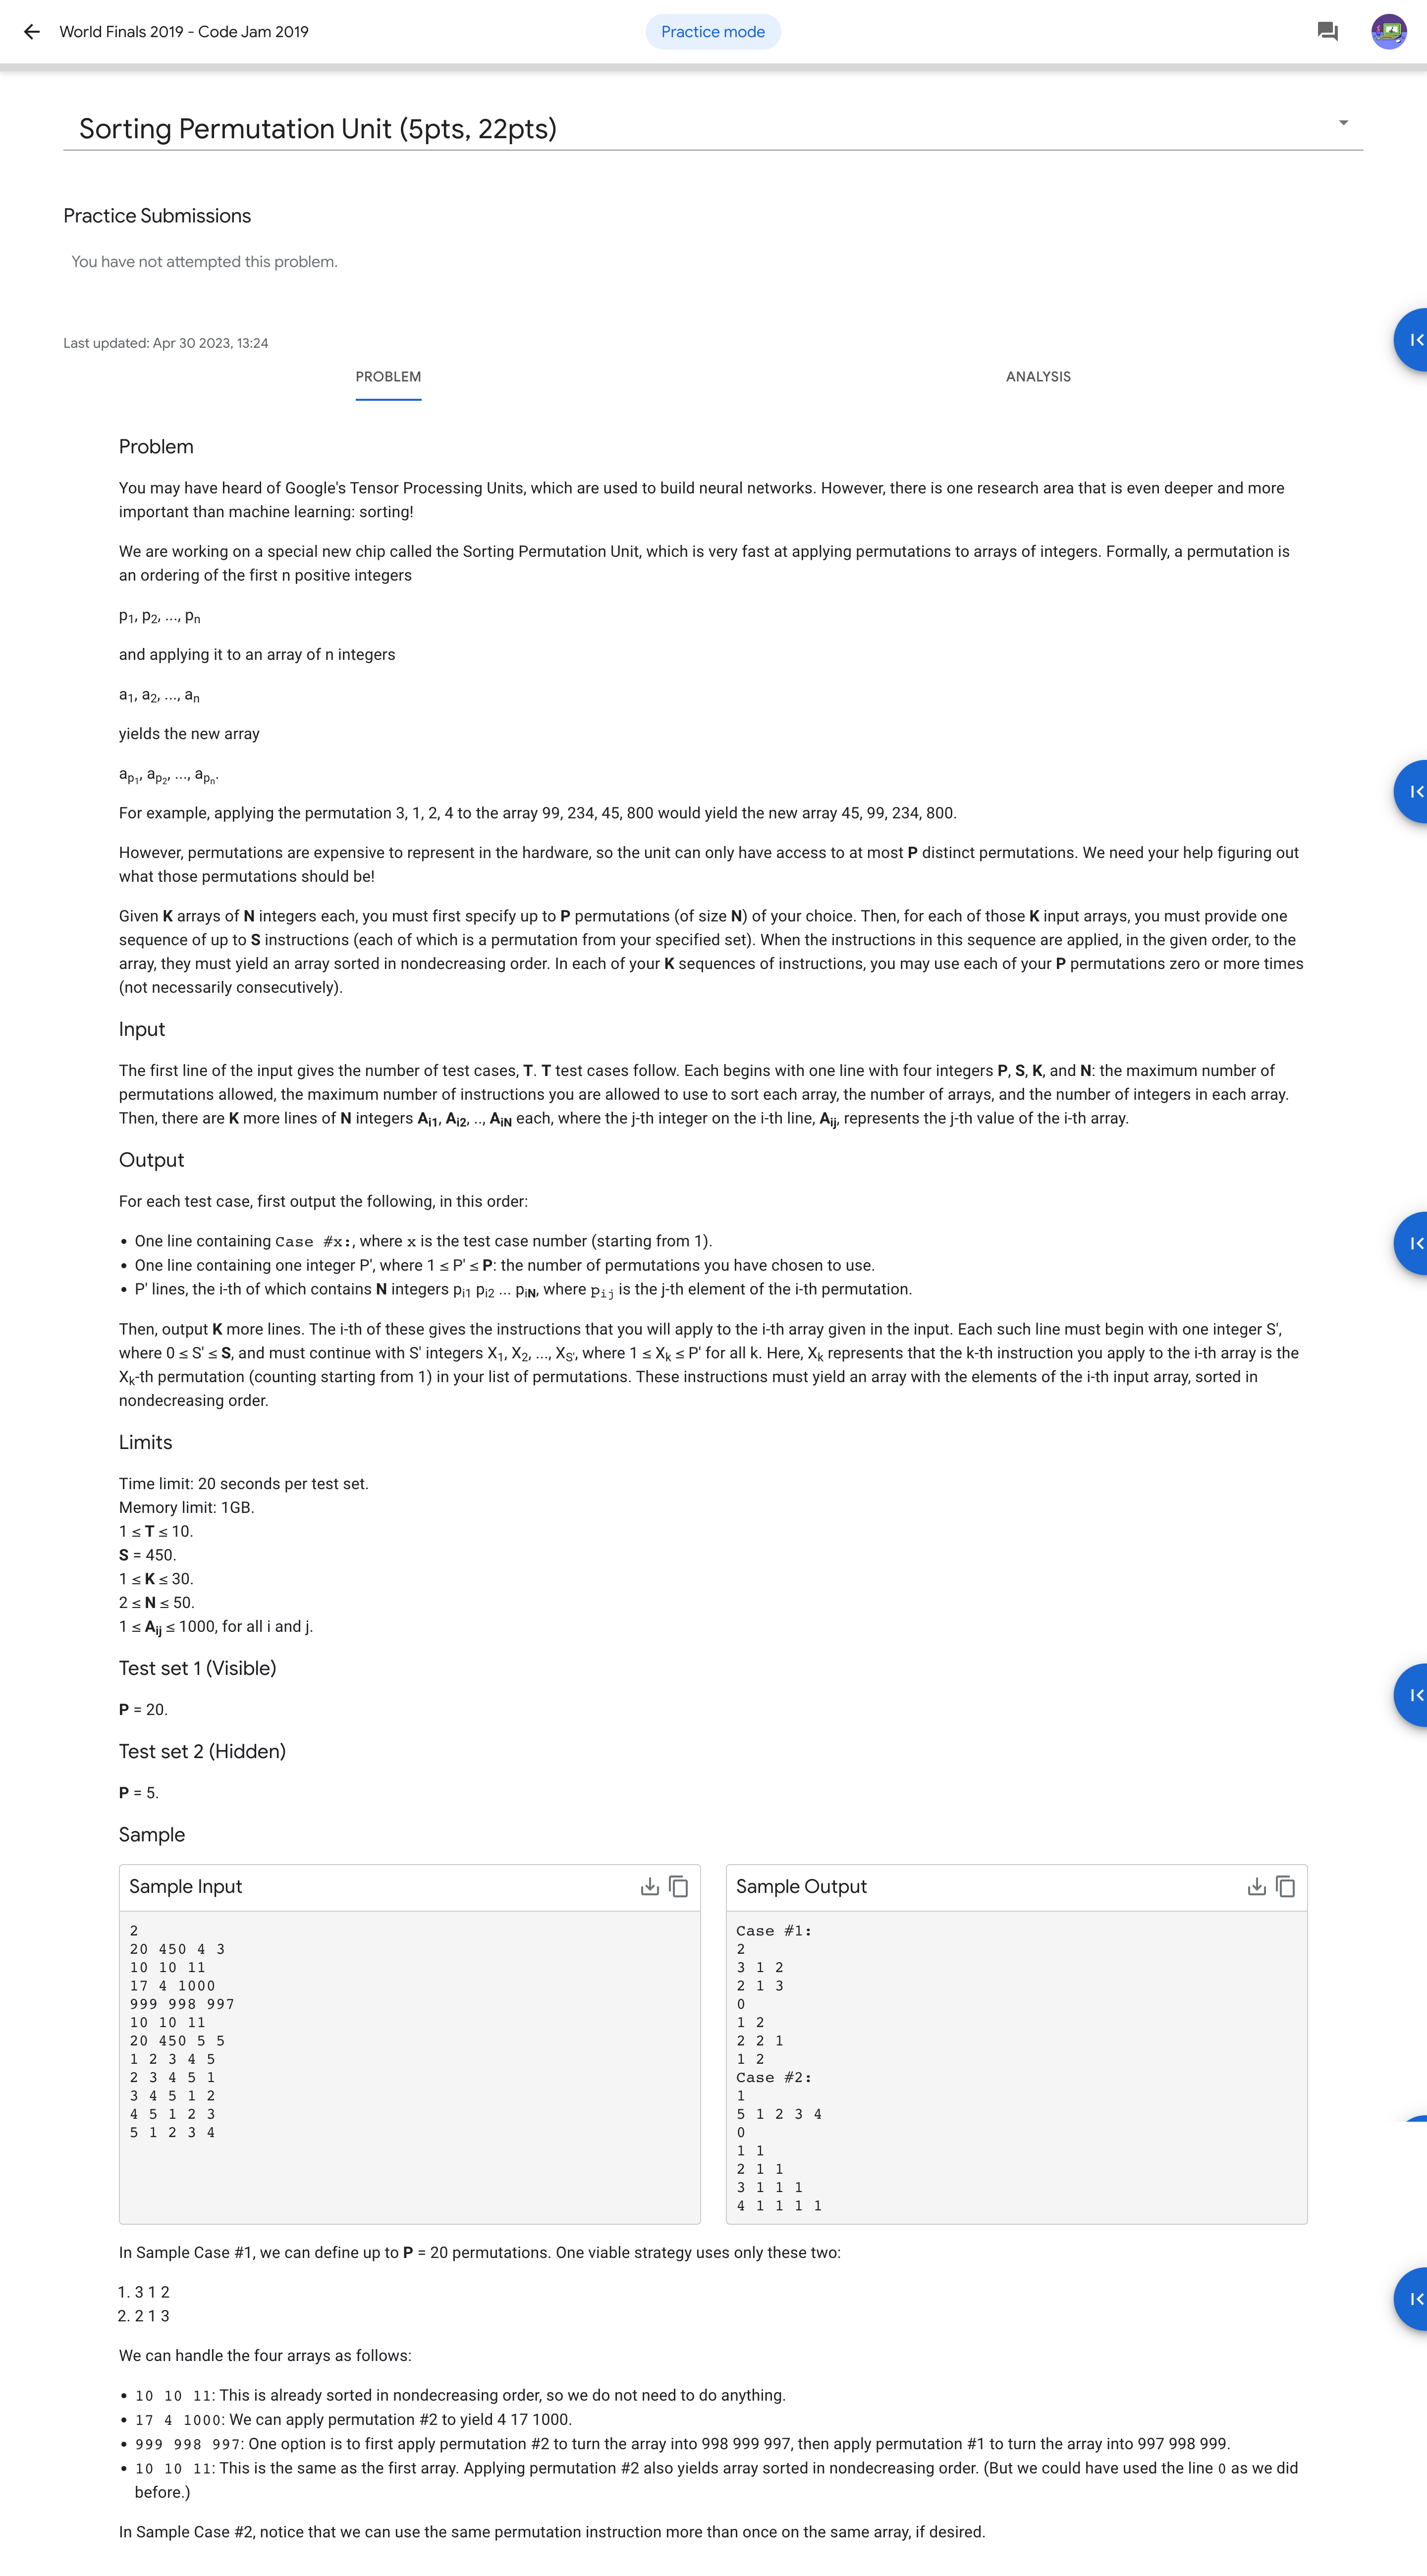 World Finals 2019 - Code Jam 2019
Practice mode
Sorting Permutation Unit (5pts, 22pts)
Practice Submissions
You have not attempted this problem.
Last updated: Apr 30 2023, 13:24
PROBLEM
ANALYSIS
Problem
You may have heard of Google's Tensor Processing Units, which are used to build neural networks. However, there is one research area that is even deeper and more
important than machine learning: sorting!
We are working on a special new chip called the Sorting Permutation Unit, which is very fast at applying permutations to arrays of integers. Formally, a permutation is
an ordering of the first n positive integers
p1, p2, ..., pn
and applying it to an array of n integers
a1, a2, ..., an
yields the new array
ap1, ap2, ..., apn.
For example, applying the permutation 3, 1, 2, 4 to the array 99, 234, 45, 800 would yield the new array 45, 99, 234, 800.
However, permutations are expensive to represent in the hardware, so the unit can only have access to at most P distinct permutations. We need your help figuring out
what those permutations should be!
Given K arrays of N integers each, you must first specify up to P permutations (of size N) of your choice. Then, for each of those K input arrays, you must provide one
sequence of up to S instructions (each of which is a permutation from your specified set). When the instructions in this sequence are applied, in the given order, to the
array, they must yield an array sorted in nondecreasing order. In each of your K sequences of instructions, you may use each of your P permutations zero or more times
(not necessarily consecutively).
Input
The first line of the input gives the number of test cases, T. T test cases follow. Each begins with one line with four integers P, S, K, and N: the maximum number of
permutations allowed, the maximum number of instructions you are allowed to use to sort each array, the number of arrays, and the number of integers in each array.
Then, there are K more lines of N integers Ai1, Ai2, .., AiN each, where the j-th integer on the i-th line, Aij, represents the j-th value of the i-th array.
Output
For each test case, first output the following, in this order:
• One line containing Case #x:, where x is the test case number (starting from 1).
• One line containing one integer P', where 1 ≤ P' ≤ P: the number of permutations you have chosen to use.
• P' lines, the i-th of which contains N integers pi1 pi2 ... piN, where pij is the j-th element of the i-th permutation.
Then, output K more lines. The i-th of these gives the instructions that you will apply to the i-th array given in the input. Each such line must begin with one integer S',
where 0 ≤ S' ≤ S, and must continue with S' integers X1, X2, ..., XS', where 1 ≤ Xk ≤ P' for all k. Here, Xk represents that the k-th instruction you apply to the i-th array is the
Xk-th permutation (counting starting from 1) in your list of permutations. These instructions must yield an array with the elements of the i-th input array, sorted in
nondecreasing order.
Limits
Time limit: 20 seconds per test set.
Memory limit: 1GB.
1 ≤ T ≤ 10.
S = 450.
1 ≤ K ≤ 30.
2 ≤ N ≤ 50.
1 ≤ Aij ≤ 1000, for all i and j.
Test set 1 (Visible)
P = 20.
Test set 2 (Hidden)
P = 5.
Sample
Sample Input
2
20 450 4 3
10 10 11
17 4 1000
999 998 997
10 10 11
20 450 5 5
1 2 3 4 5
2 3 4 5 1
3 4 5 1 2
4 5 1 2 3
5 1 2 3 4
Sample Output
Case #1:
2
3 1 2
2 1 3
0
1 2
2 2 1
1 2
Case #2:
1
5 1 2 3 4
0
1 1
2 1 1
3 1 1 1
4 1 1 1 1
In Sample Case #1, we can define up to P = 20 permutations. One viable strategy uses only these two:
1. 3 1 2
2. 2 1 3
We can handle the four arrays as follows:
• 10 10 11: This is already sorted in nondecreasing order, so we do not need to do anything.
• 17 4 1000: We can apply permutation #2 to yield 4 17 1000.
• 999 998 997: One option is to first apply permutation #2 to turn the array into 998 999 997, then apply permutation #1 to turn the array into 997 998 999.
• 10 10 11: This is the same as the first array. Applying permutation #2 also yields array sorted in nondecreasing order. (But we could have used the line 0 as we did
before.)
In Sample Case #2, notice that we can use the same permutation instruction more than once on the same array, if desired.